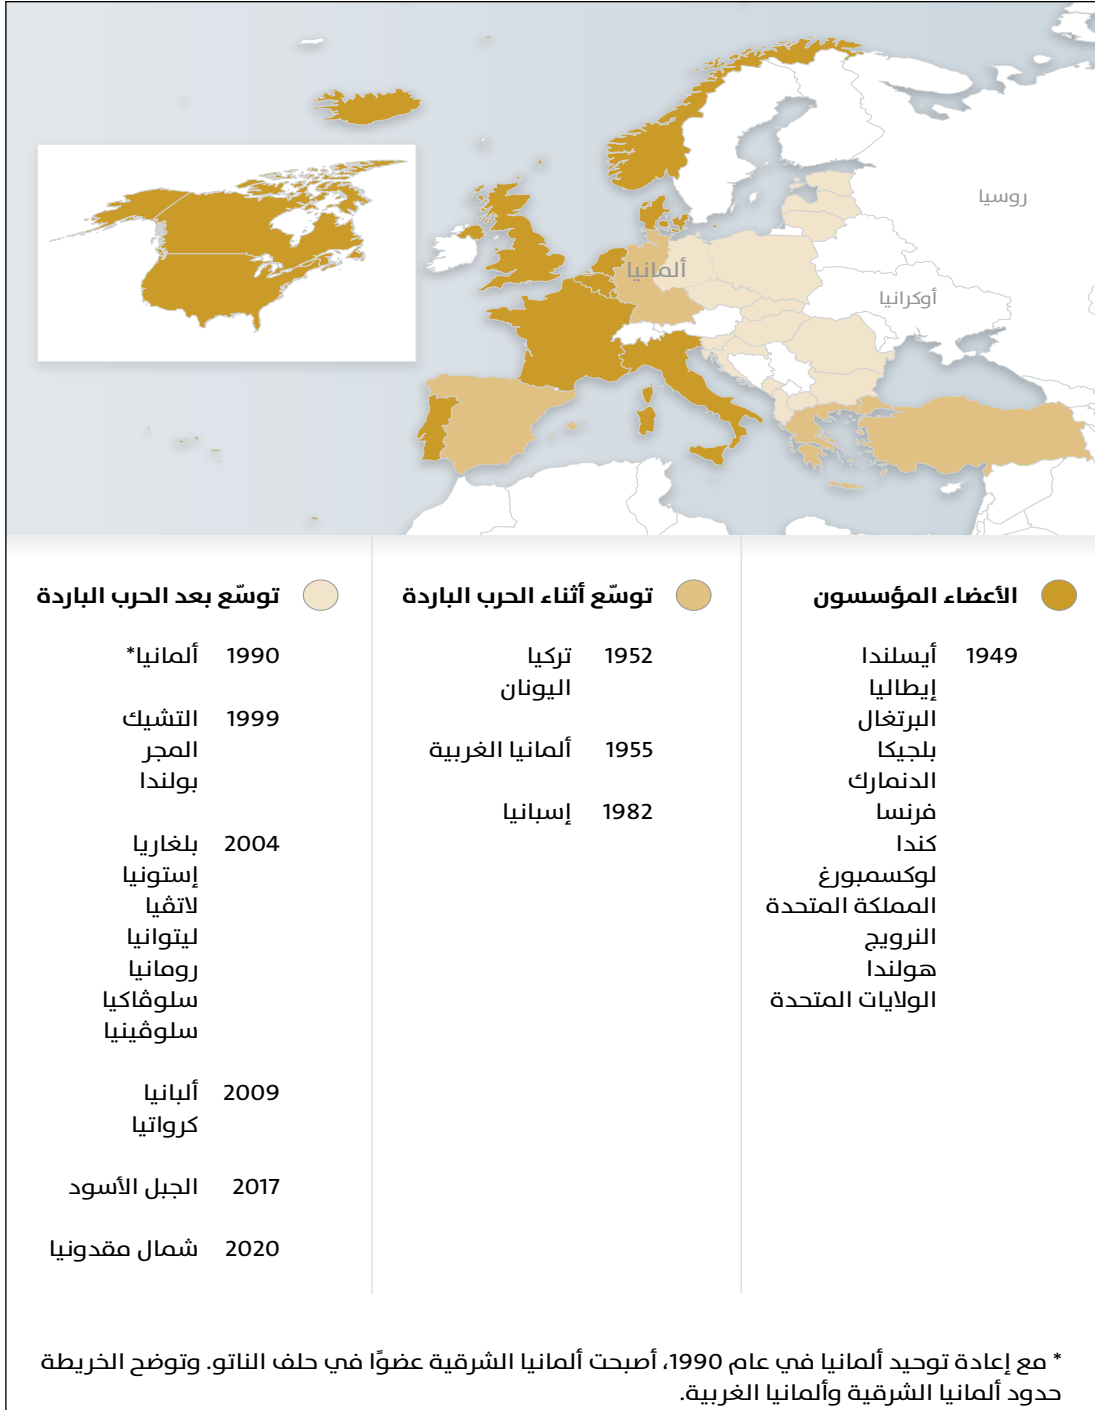 روسيا
ألمانيا
أوكرانيا
الأعضاء المؤسسون
1949 أيسلندا
إيطاليا
البرتغال
بلجيكا
الدنمارك
فرنسا
كندا
لوكسمبورغ
المملكة المتحدة
النرويج
هولندا
الولايات المتحدة
توسّع أثناء الحرب الباردة
1952 تركيا
اليونان
1955 ألمانيا الغربية
1982 إسبانيا
توسّع بعد الحرب الباردة
1990 ألمانيا*
1999 التشيك
المجر
بولندا
2004 بلغاريا
إستونيا
لاتڤيا
ليتوانيا
رومانيا
سلوڤاكيا
سلوڤينيا
2009 ألبانيا
كرواتيا
2017 الجبل الأسود
2020 شمال مقدونيا
* مع إعادة توحيد ألمانيا في عام 1990، أصبحت ألمانيا الشرقية عضوًا في حلف الناتو. وتوضح الخريطة
حدود ألمانيا الشرقية وألمانيا الغربية.